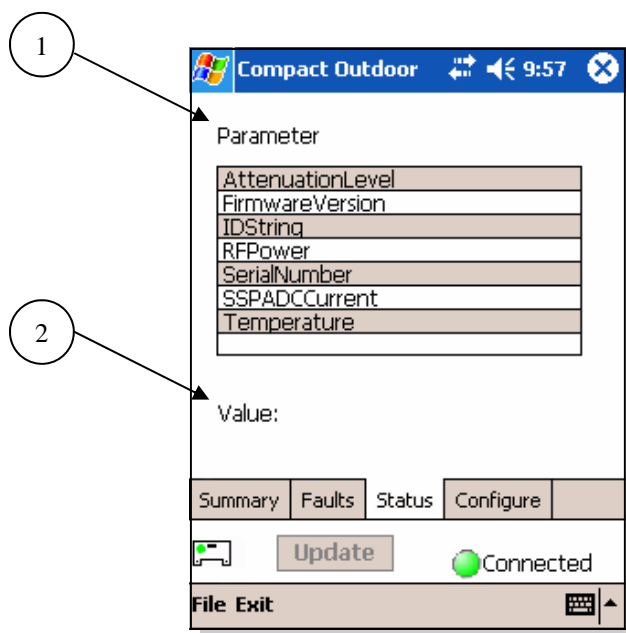 1
Compact Outdoor 9:57
Parameter
AttenuationLevel
FirmwareVersion
IDString
RFPower
SerialNumber
SSPADCCurrent
Temperature
2
Value:
Summary Faults Status Configure
Update Connected
File Exit